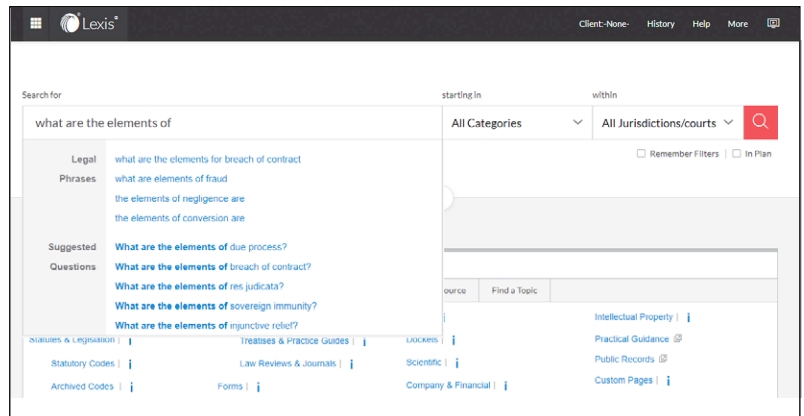 Lexis®
Client:-None- History Help More
Search for starting in within
what are the elements of All Categories All Jurisdictions/courts
Remember Filters | In Plan
Legal Phrases
what are the elements for breach of contract
what are elements of fraud
the elements of negligence are
the elements of conversion are
Suggested Questions
What are the elements of due process?
What are the elements of breach of contract?
What are the elements of res judicata?
What are the elements of sovereign immunity?
What are the elements of injunctive relief?
ource Find a Topic
Intellectual Property | i
Statutes & Legislation | i Treatises & Practice Guides | i Dockets | i Practical Guidance
Statutory Codes | i Law Reviews & Journals | i Scientific | i Public Records
Archived Codes | i Forms | i Company & Financial | i Custom Pages | i